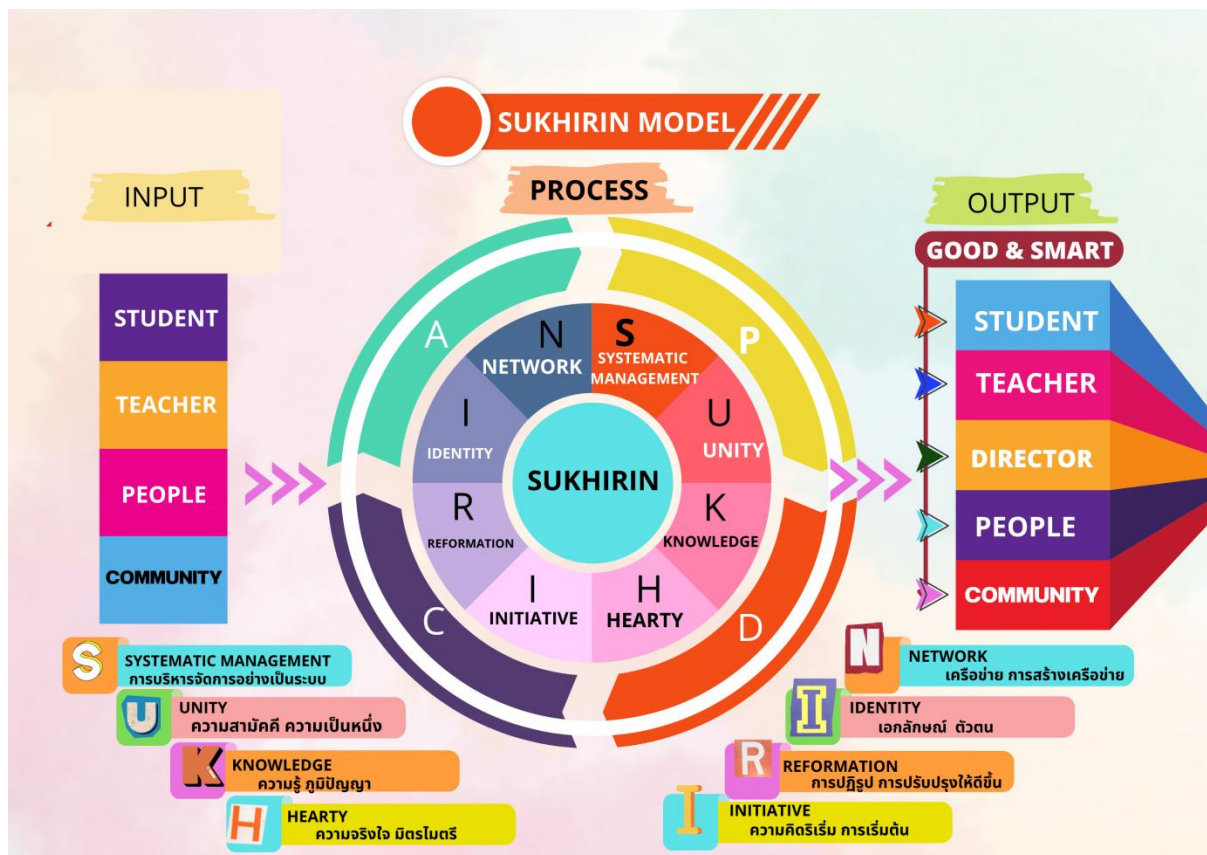 SUKHIRIN MODEL
INPUT
PROCESS
OUTPUT
GOOD & SMART
STUDENT
TEACHER
PEOPLE
COMMUNITY
A
P
D
C
N
NETWORK
S
SYSTEMATIC
MANAGEMENT
U
UNITY
K
KNOWLEDGE
H
HEARTY
I
INITIATIVE
R
REFORMATION
I
IDENTITY
SUKHIRIN
STUDENT
TEACHER
DIRECTOR
PEOPLE
COMMUNITY
S
SYSTEMATIC MANAGEMENT
การบริหารจัดการอย่างเป็นระบบ
U
UNITY
ความสามัคคี ความเป็นหนึ่ง
K
KNOWLEDGE
ความรู้ ภูมิปัญญา
H
HEARTY
ความจริงใจ มิตรไมตรี
N
NETWORK
เครือข่าย การสร้างเครือข่าย
I
IDENTITY
เอกลักษณ์ ตัวตน
R
REFORMATION
การปฏิรูป การปรับปรุงให้ดีขึ้น
I
INITIATIVE
ความคิดริเริ่ม การเริ่มต้น